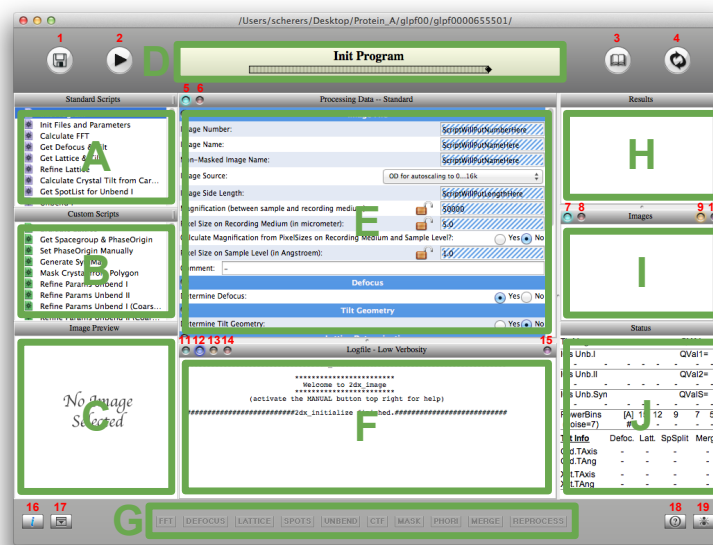 /Users/scherers/Desktop/Protein_A/glpf00/glpf0000655501/
1 2 3 4
D Init Program
Standard Scripts
Init Files and Parameters
Calculate FFT
Get Defocus & Tilt
Get Lattice &
Refine Lattice
Calculate Crystal Tilt from Car...
Get SpotList for Unbend I
A
Custom Scripts
Get Spacegroup & PhaseOrigin
Set PhaseOrigin Manually
Generate
Mask Crystal from Polygon
Refine Params Unbend I
Refine Params Unbend II
Refine Params Unbend I (Coars...
B
Image Preview
No Image
Selected
C
5 6
Processing Data -- Standard
Image Number: ScriptWillPutNumberHere
Image Name: ScriptWillPutNameHere
Non-Masked Image Name: ScriptWillPutNameHere
Image Source: OD for autoscaling to 0...16k
Image Side Length: ScriptWillPutLengthHere
Magnification (between sample and recording medium): 50000
Pixel Size on Recording Medium (in micrometer): 5.0
Calculate Magnification from PixelSizes on Recording Medium and Sample Level?: Yes No
Pixel Size on Sample Level (in Angstroem): 1.0
Comment: -
Defocus
Determine Defocus: Yes No
Tilt Geometry
Determine Tilt Geometry: Yes No
E
11 12 13 14 15
Logfile - Low Verbosity
************************
Welcome to 2dx_image
************************
(activate the MANUAL button top right for help)
2dx_initialize finished.
F
Results
H
7 8 9
Images
I
Status
Unb.I QVal1=
Unb.II QVal2=
Unb.Syn QValS=
PowerBins [A] 12 9 7
(noise=7) #
Tlt Info Defoc. Latt. SpSplit Merg
TAxis - - -
TAng - - -
TAxis - - -
TAng - - -
J
16 17
G FFT DEFOCUS LATTICE SPOTS UNBEND CTF MASK PHORI MERGE REPROCESS
18 19